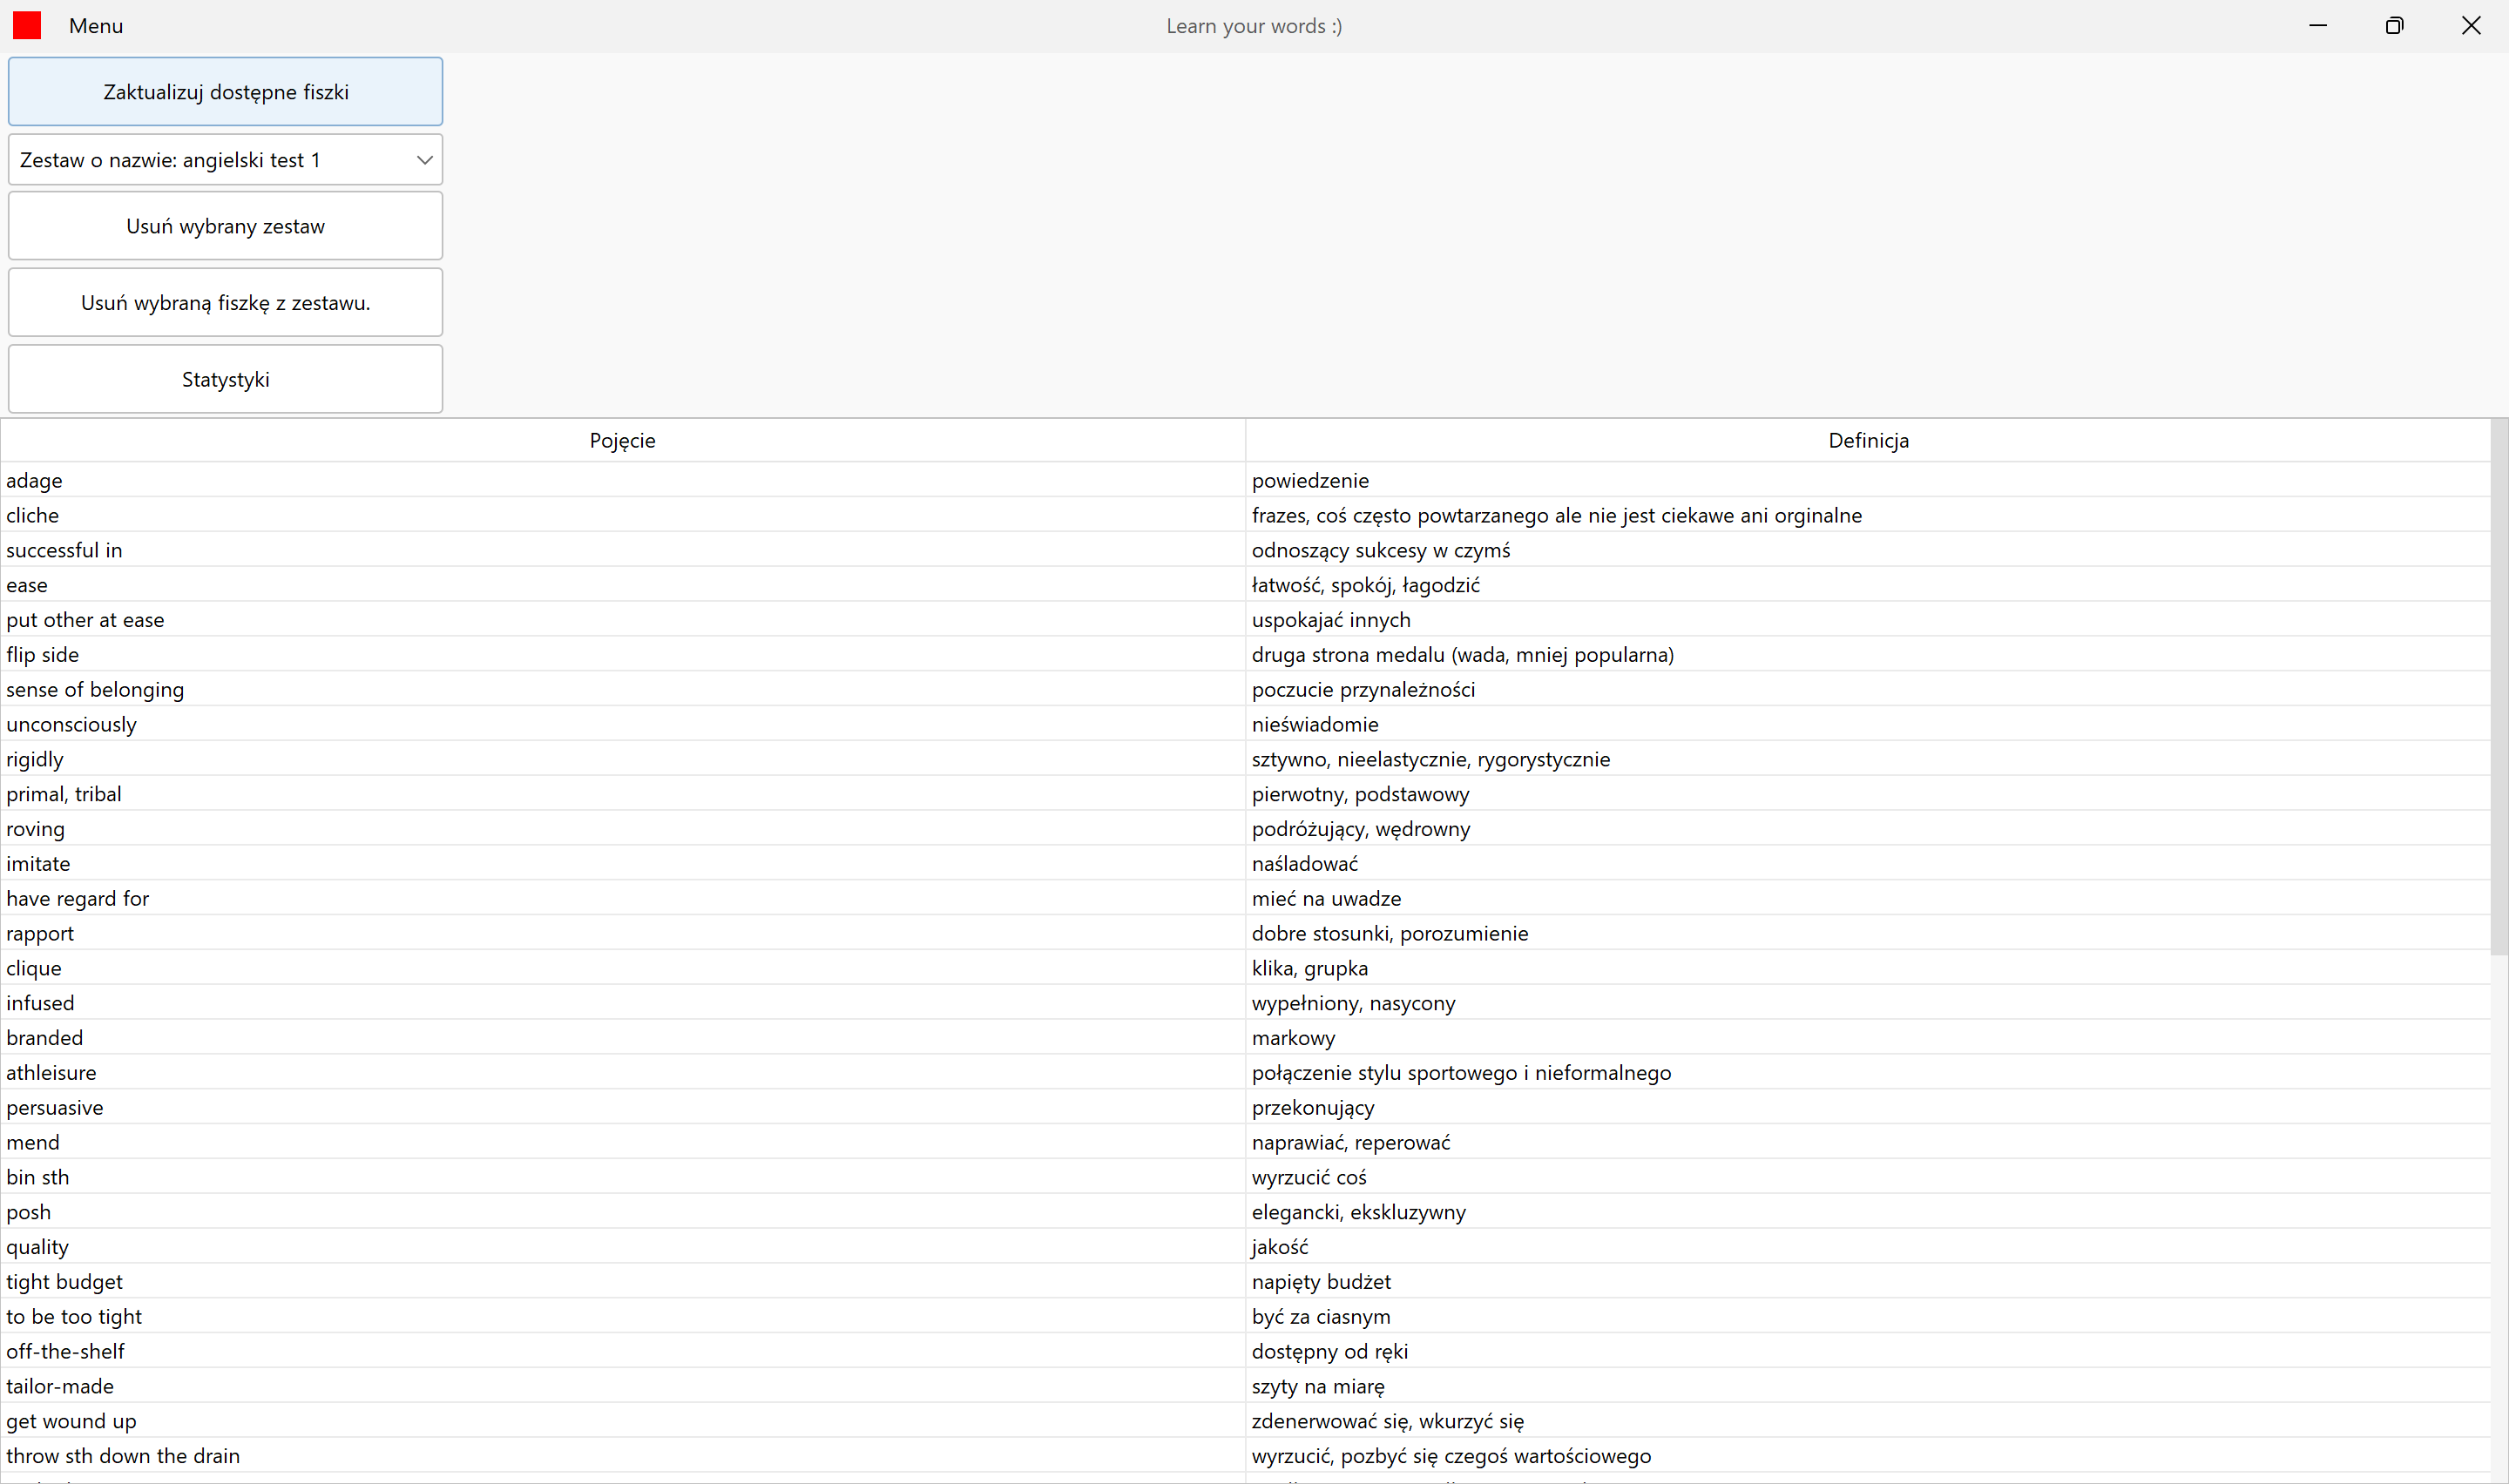 Menu
Learn your words :)
Zaktualizuj dostępne fiszki
Zestaw o nazwie: angielski test 1
Usuń wybrany zestaw
Usuń wybraną fiszkę z zestawu.
Statystyki
Pojęcie Definicja
adage powiedzenie
cliche frazes, coś często powtarzanego ale nie jest ciekawe ani orginalne
successful in odnoszący sukcesy w czymś
ease łatwość, spokój, łagodzić
put other at ease uspokajać innych
flip side druga strona medalu (wada, mniej popularna)
sense of belonging poczucie przynależności
unconsciously nieświadomie
rigidly sztywno, nieelastycznie, rygorystycznie
primal, tribal pierwotny, podstawowy
roving podróżujący, wędrowny
imitate naśladować
have regard for mieć na uwadze
rapport dobre stosunki, porozumienie
clique klika, grupka
infused wypełniony, nasycony
branded markowy
athleisure połączenie stylu sportowego i nieformalnego
persuasive przekonujący
mend naprawiać, reperować
bin sth wyrzucić coś
posh elegancki, ekskluzywny
quality jakość
tight budget napięty budżet
to be too tight być za ciasnym
off-the-shelf dostępny od ręki
tailor-made szyty na miarę
get wound up zdenerwować się, wkurzyć się
throw sth down the drain wyrzucić, pozbyć się czegoś wartościowego